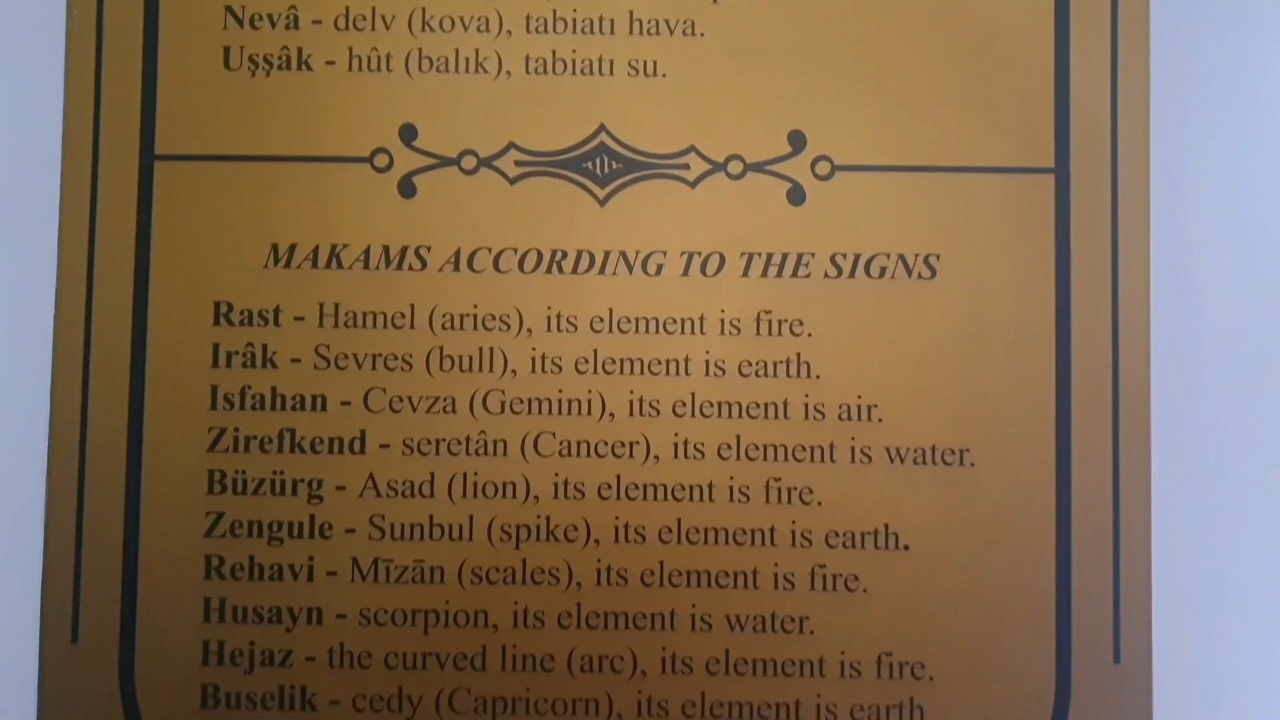 Nevâ - delv (kova), tabiatı hava.
Uşşâk - hût (balık), tabiatı su.
MAKAMS ACCORDING TO THE SIGNS
Rast - Hamel (aries), its element is fire.
Irâk - Sevres (bull), its element is earth.
Isfahan - Cevza (Gemini), its element is air.
Zirefkend - seretân (Cancer), its element is water.
Büzürg - Asad (lion), its element is fire.
Zengule - Sunbul (spike), its element is earth.
Rehavi - Mīzān (scales), its element is fire.
Husayn - scorpion, its element is water.
Hejaz - the curved line (arc), its element is fire.
Buselik - cedy (Capricorn), its element is earth